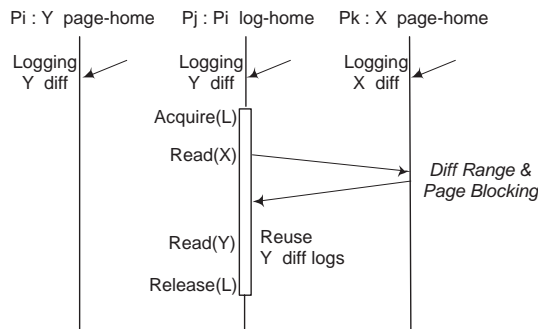 Pi : Y page-home Pj : Pi log-home Pk : X page-home
Logging Logging Logging
Y diff Y diff X diff
Acquire(L)
Read(X)
Diff Range &
Page Blocking
Read(Y) Reuse
Y diff logs
Release(L)